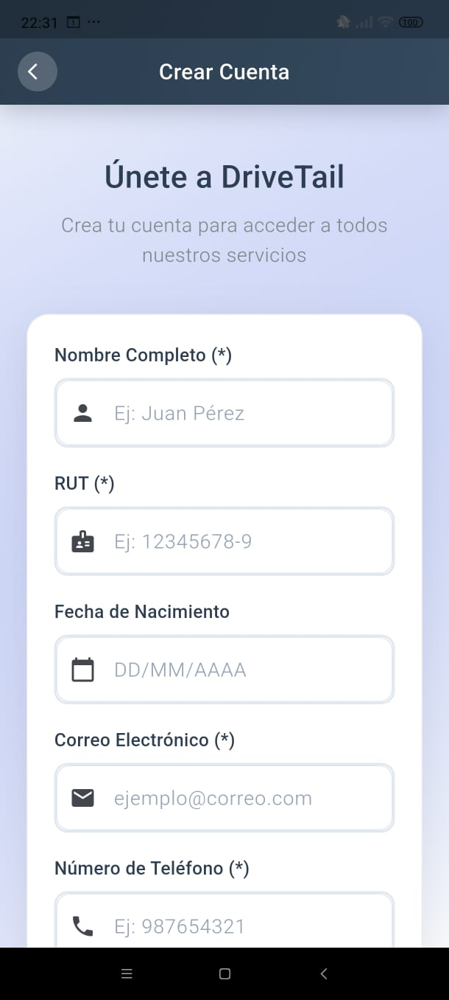 22:31 1 ... 100
Crear Cuenta
Únete a DriveTail
Crea tu cuenta para acceder a todos
nuestros servicios
Nombre Completo (*)
Ej: Juan Pérez
RUT (*)
Ej: 12345678-9
Fecha de Nacimiento
DD/MM/AAAA
Correo Electrónico (*)
ejemplo@correo.com
Número de Teléfono (*)
Ej: 987654321